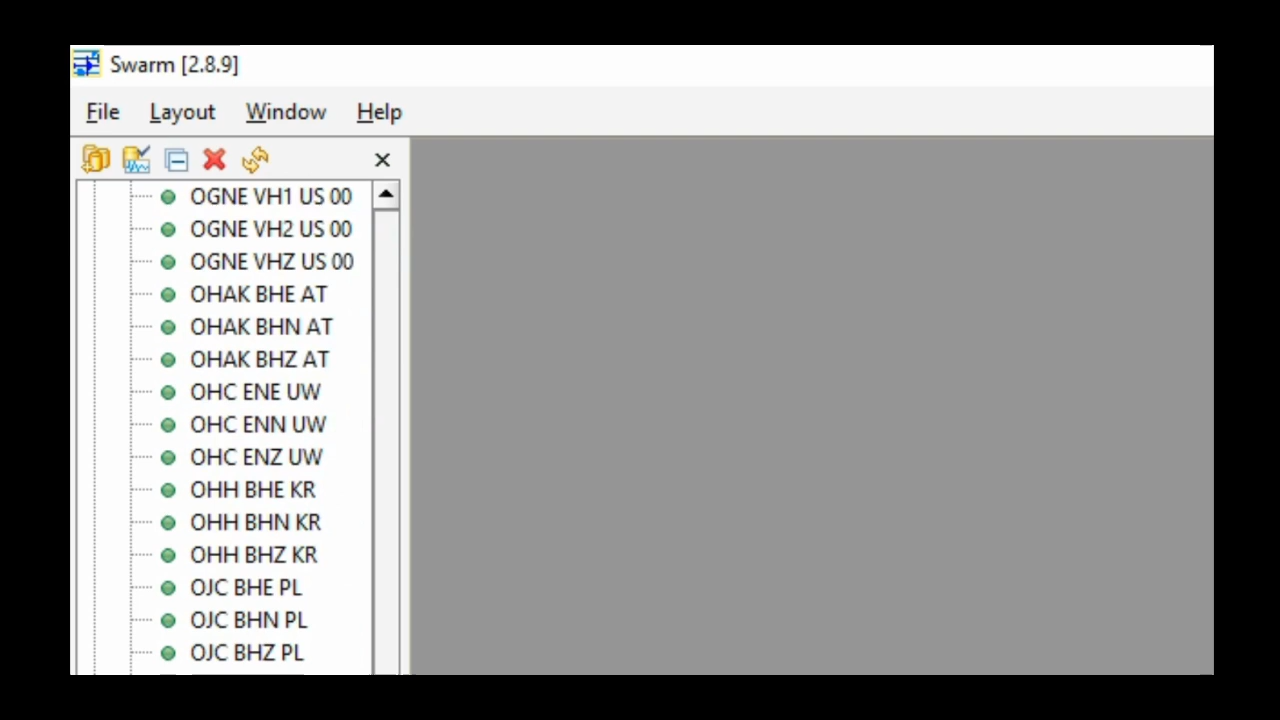 Swarm [2.8.9]
File Layout Window Help
OGNE VH1 US 00
OGNE VH2 US 00
OGNE VHZ US 00
OHAK BHE AT
OHAK BHN AT
OHAK BHZ AT
OHC ENE UW
OHC ENN UW
OHC ENZ UW
OHH BHE KR
OHH BHN KR
OHH BHZ KR
OJC BHE PL
OJC BHN PL
OJC BHZ PL